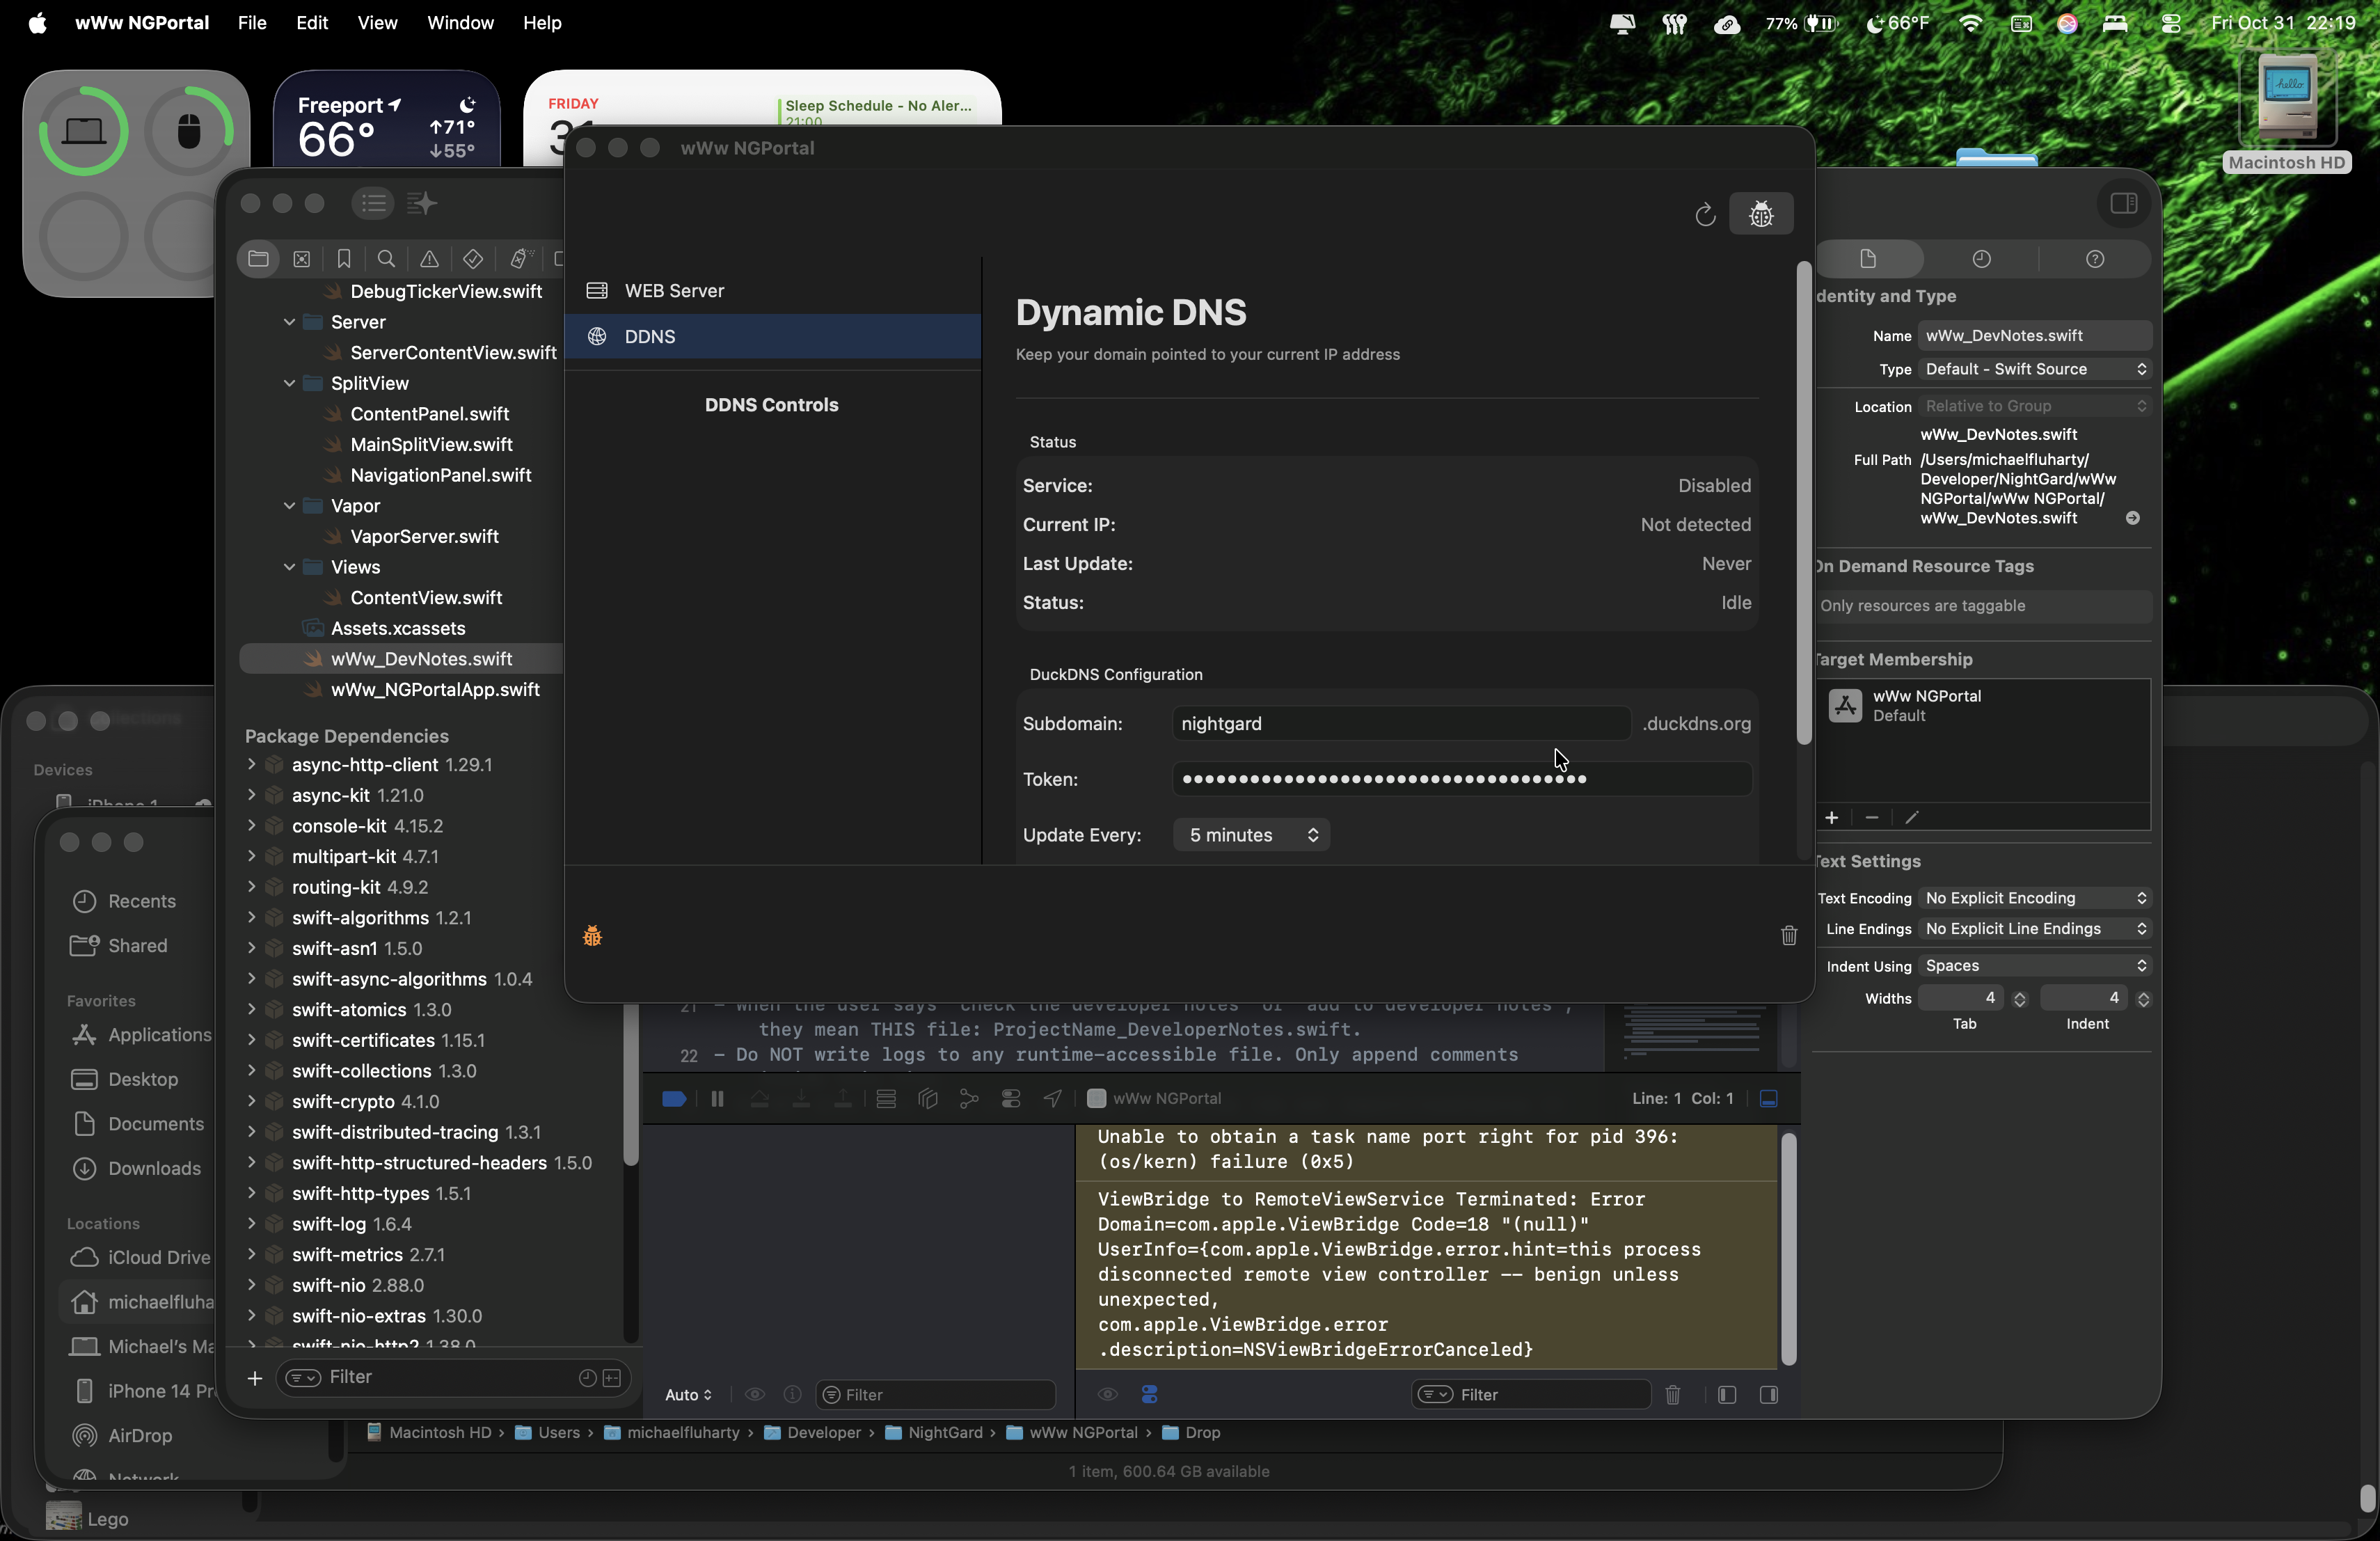 wWw NGPortal File Edit View Window Help
77% 66°F Fri Oct 31 22:19
hello.
Macintosh HD
Freeport
66°
↑71°
↓55°
FRIDAY
31
Sleep Schedule - No Aler...
21:00
wWw NGPortal
WEB Server
DDNS
DDNS Controls
Dynamic DNS
Keep your domain pointed to your current IP address
Status
Service: Disabled
Current IP: Not detected
Last Update: Never
Status: Idle
DuckDNS Configuration
Subdomain: nightgard .duckdns.org
Token: ••••••••••••••••••••••••••••••••••••
Update Every: 5 minutes
DebugTickerView.swift
Server
ServerContentView.swift
SplitView
ContentPanel.swift
MainSplitView.swift
NavigationPanel.swift
Vapor
VaporServer.swift
Views
ContentView.swift
Assets.xcassets
wWw_DevNotes.swift
wWw_NGPortalApp.swift
Package Dependencies
async-http-client 1.29.1
async-kit 1.21.0
console-kit 4.15.2
multipart-kit 4.7.1
routing-kit 4.9.2
swift-algorithms 1.2.1
swift-asn1 1.5.0
swift-async-algorithms 1.0.4
swift-atomics 1.3.0
swift-certificates 1.15.1
swift-collections 1.3.0
swift-crypto 4.1.0
swift-distributed-tracing 1.3.1
swift-http-structured-headers 1.5.0
swift-http-types 1.5.1
swift-log 1.6.4
swift-metrics 2.7.1
swift-nio 2.88.0
swift-nio-extras 1.30.0
swift-nio-http2 1.38.0
Filter
21 – When the user says "check the developer notes" or "add to developer notes",
they mean THIS file: ProjectName_DeveloperNotes.swift.
22 – Do NOT write logs to any runtime-accessible file. Only append comments
wWw NGPortal
Line: 1 Col: 1
Unable to obtain a task name port right for pid 396:
(os/kern) failure (0x5)
ViewBridge to RemoteViewService Terminated: Error
Domain=com.apple.ViewBridge Code=18 "(null)"
UserInfo={com.apple.ViewBridge.error.hint=this process
disconnected remote view controller -- benign unless
unexpected,
com.apple.ViewBridge.error
.description=NSViewBridgeErrorCanceled}
Auto
Filter
Filter
dentity and Type
Name wWw_DevNotes.swift
Type Default - Swift Source
Location Relative to Group
wWw_DevNotes.swift
Full Path /Users/michaelfluharty/
Developer/NightGard/wWw
NGPortal/wWw NGPortal/
wWw_DevNotes.swift
On Demand Resource Tags
Only resources are taggable
Target Membership
wWw NGPortal
Default
Text Settings
Text Encoding No Explicit Encoding
Line Endings No Explicit Line Endings
Indent Using Spaces
Widths 4 4
Tab Indent
Devices
iPhone 1
Recents
Shared
Favorites
Applications
Desktop
Documents
Downloads
Locations
iCloud Drive
michaelfluha
Michael's Ma
iPhone 14 Pr
AirDrop
Network
Lego
Macintosh HD › Users › michaelfluharty › Developer › NightGard › wWw NGPortal › Drop
1 item, 600.64 GB available